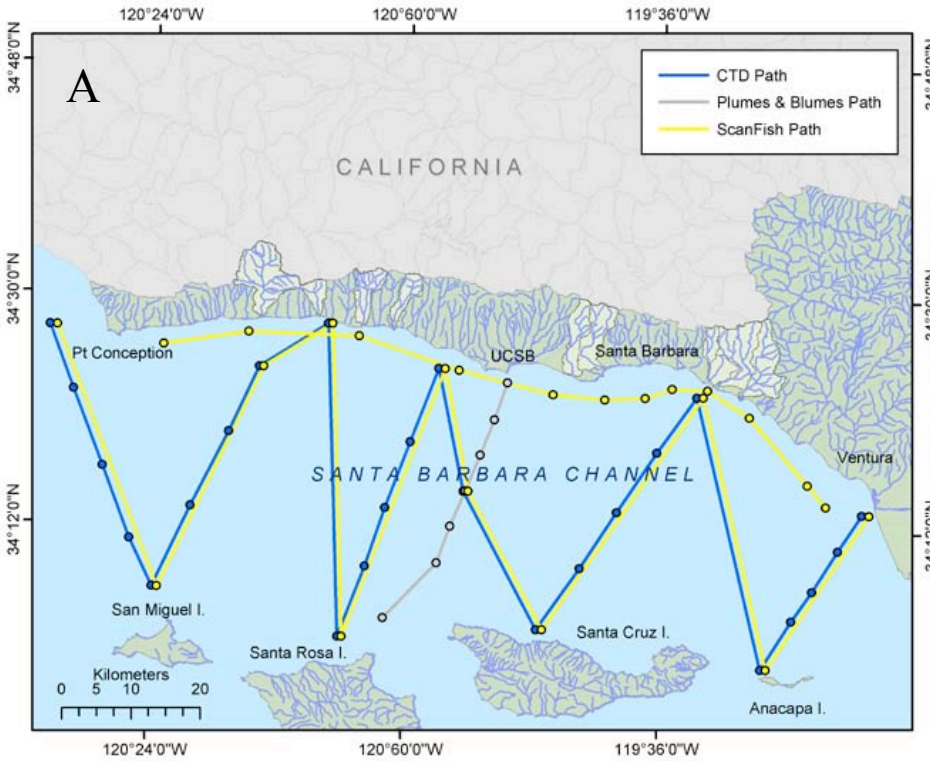 120°24'0"W 120°60'0"W 119°36'0"W
34°48'0"N
A
CTD Path
Plumes & Blumes Path
ScanFish Path
CALIFORNIA
34°30'0"N
Pt Conception
UCSB
Santa Barbara
SANTA BARBARA CHANNEL
Ventura
34°12'0"N
San Miguel I.
Santa Rosa I.
Santa Cruz I.
Kilometers
0 5 10 20
Anacapa I.
120°24'0"W 120°60'0"W 119°36'0"W